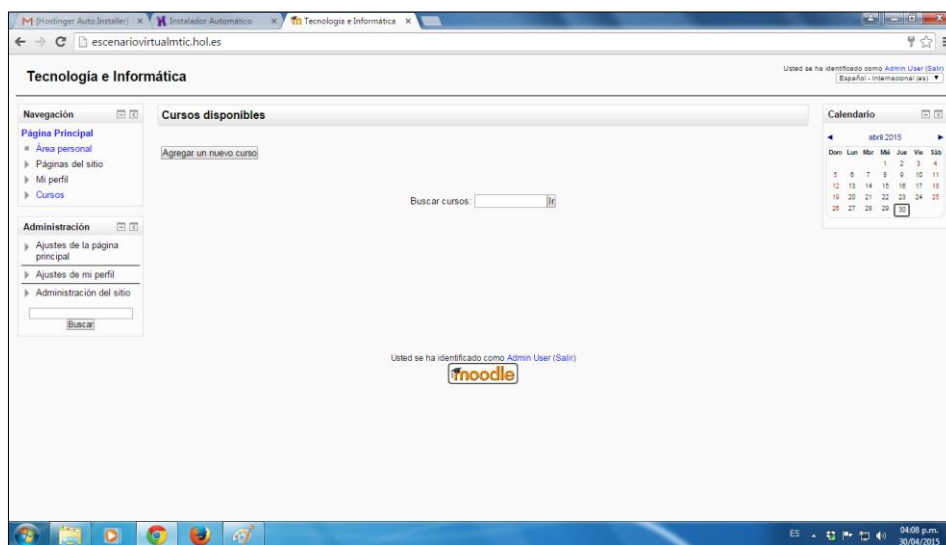 [Hostinger Auto Installer]
Instalador Automático
Tecnología e Informática
escenariovirtualmtic.hol.es
Tecnología e Informática
Usted se ha identificado como Admin User (Salir)
Español - Internacional (es)
Navegación
Página Principal
Área personal
Páginas del sitio
Mi perfil
Cursos
Administración
Ajustes de la página
principal
Ajustes de mi perfil
Administración del sitio
Buscar
Cursos disponibles
Agregar un nuevo curso
Buscar cursos: Ir
Calendario
abril 2015
Dom Lun Mar Mié Jue Vie Sáb
1 2 3 4
5 6 7 8 9 10 11
12 13 14 15 16 17 18
19 20 21 22 23 24 25
26 27 28 29 30
Usted se ha identificado como Admin User (Salir)
moodle
ES
04:08 p.m.
30/04/2015